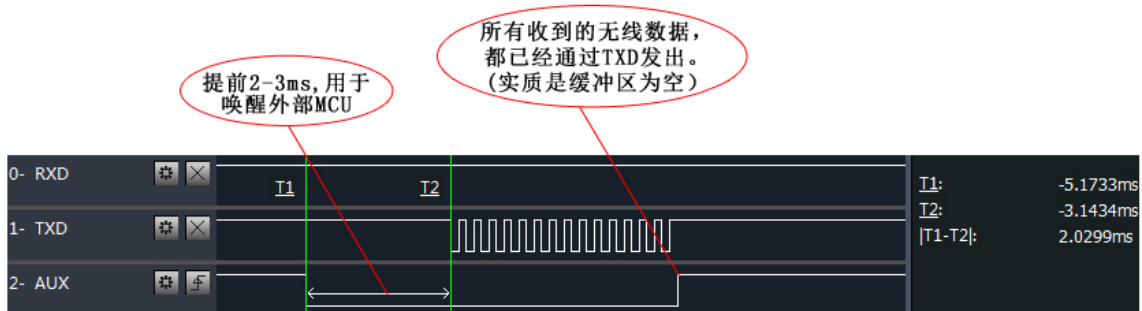 所有收到的无线数据，
都已经通过TXD发出。
(实质是缓冲区为空)
提前2-3ms,用于
唤醒外部MCU
0- RXD
T1
T2
1- TXD
2- AUX
T1: -5.1733ms
T2: -3.1434ms
|T1-T2|: 2.0299ms